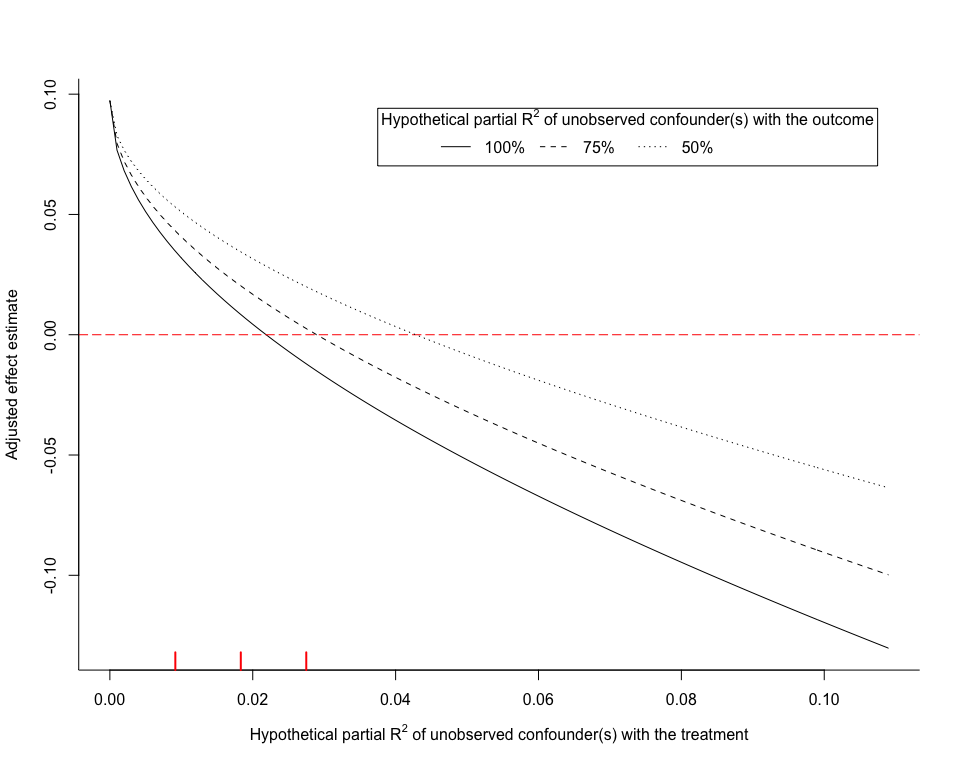 Hypothetical partial R² of unobserved confounder(s) with the outcome
100% 75% 50%
Adjusted effect estimate
0.10
0.05
0.00
-0.05
-0.10
0.00 0.02 0.04 0.06 0.08 0.10
Hypothetical partial R² of unobserved confounder(s) with the treatment